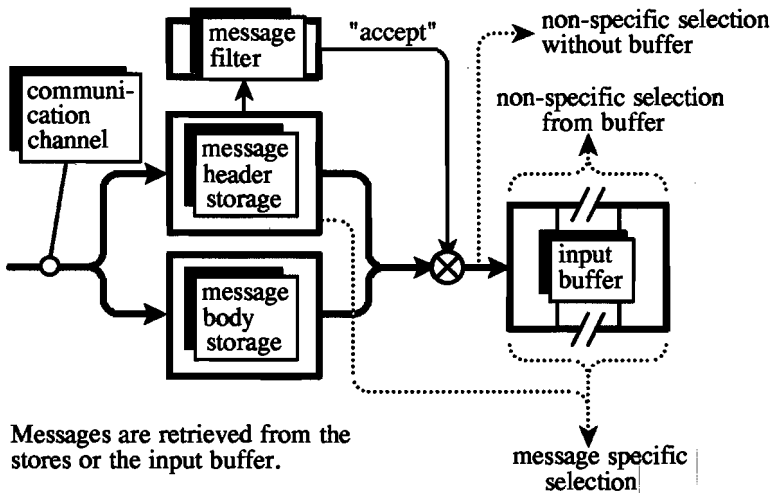 message
filter
"accept"
non-specific selection
without buffer
communi-
cation
channel
non-specific selection
from buffer
message
header
storage
input
buffer
message
body
storage
Messages are retrieved from the
stores or the input buffer.
message specific
selection